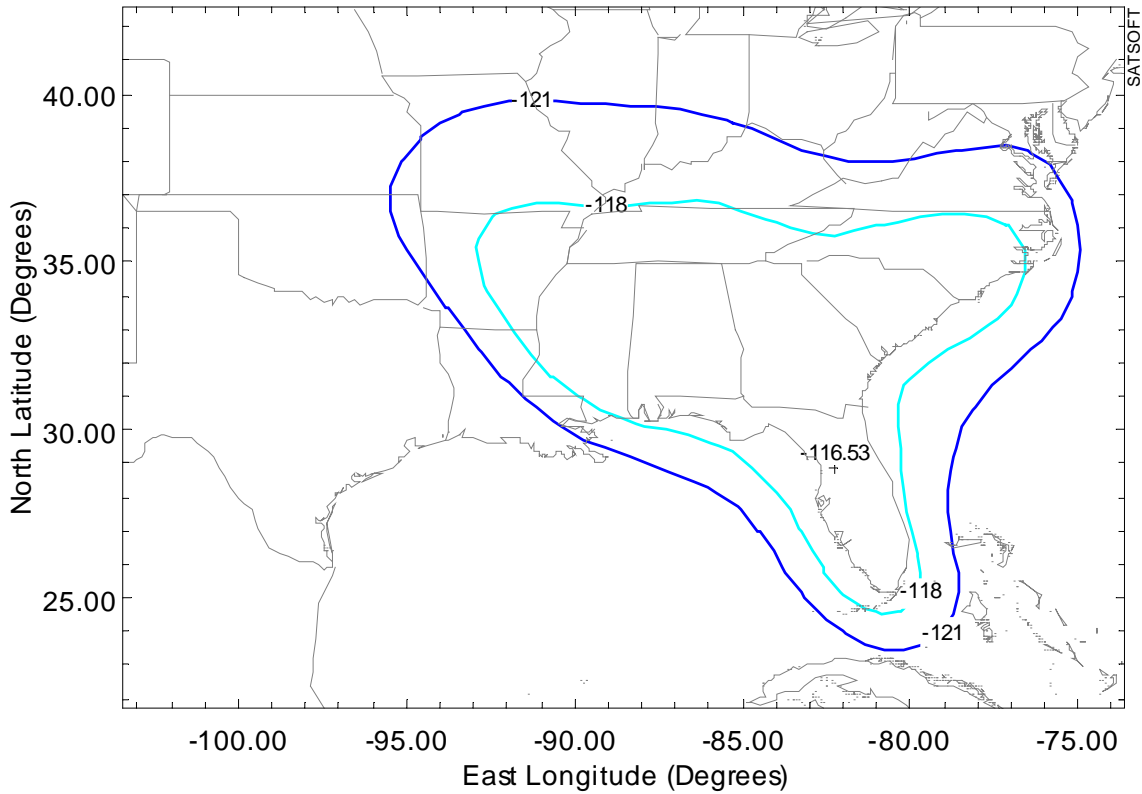 SATSOFT
-121
40.00
-118
35.00
30.00
-116.53
25.00
-118
-121
North Latitude (Degrees)
-100.00 -95.00 -90.00 -85.00 -80.00 -75.00
East Longitude (Degrees)